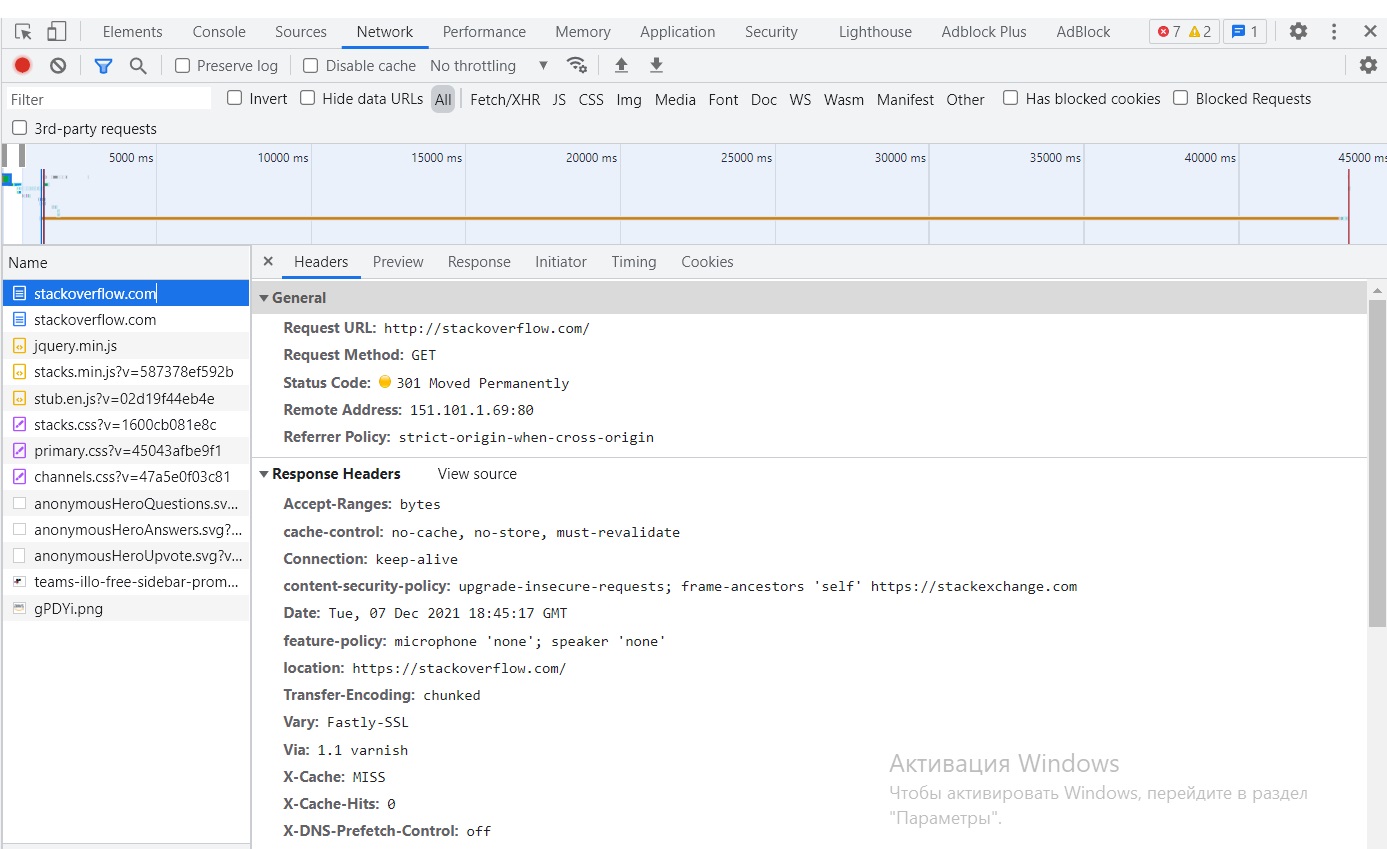 Elements Console Sources Network Performance Memory Application Security Lighthouse Adblock Plus AdBlock 7 2 1
Preserve log Disable cache No throttling
Filter Invert Hide data URLs All Fetch/XHR JS CSS Img Media Font Doc WS Wasm Manifest Other Has blocked cookies Blocked Requests
3rd-party requests
5000 ms 10000 ms 15000 ms 20000 ms 25000 ms 30000 ms 35000 ms 40000 ms 45000 ms
Name
stackoverflow.com
stackoverflow.com
jquery.min.js
stacks.min.js?v=587378ef592b
stub.en.js?v=02d19f44eb4e
stacks.css?v=1600cb081e8c
primary.css?v=45043afbe9f1
channels.css?v=47a5e0f03c81
anonymousHeroQuestions.sv...
anonymousHeroAnswers.svg?...
anonymousHeroUpvote.svg?v...
teams-illo-free-sidebar-prom...
gPDYi.png
Headers Preview Response Initiator Timing Cookies
General
Request URL: http://stackoverflow.com/
Request Method: GET
Status Code: 301 Moved Permanently
Remote Address: 151.101.1.69:80
Referrer Policy: strict-origin-when-cross-origin
Response Headers View source
Accept-Ranges: bytes
cache-control: no-cache, no-store, must-revalidate
Connection: keep-alive
content-security-policy: upgrade-insecure-requests; frame-ancestors 'self' https://stackexchange.com
Date: Tue, 07 Dec 2021 18:45:17 GMT
feature-policy: microphone 'none'; speaker 'none'
location: https://stackoverflow.com/
Transfer-Encoding: chunked
Vary: Fastly-SSL
Via: 1.1 varnish
X-Cache: MISS
X-Cache-Hits: 0
X-DNS-Prefetch-Control: off
Активация Windows
Чтобы активировать Windows, перейдите в раздел
"Параметры".